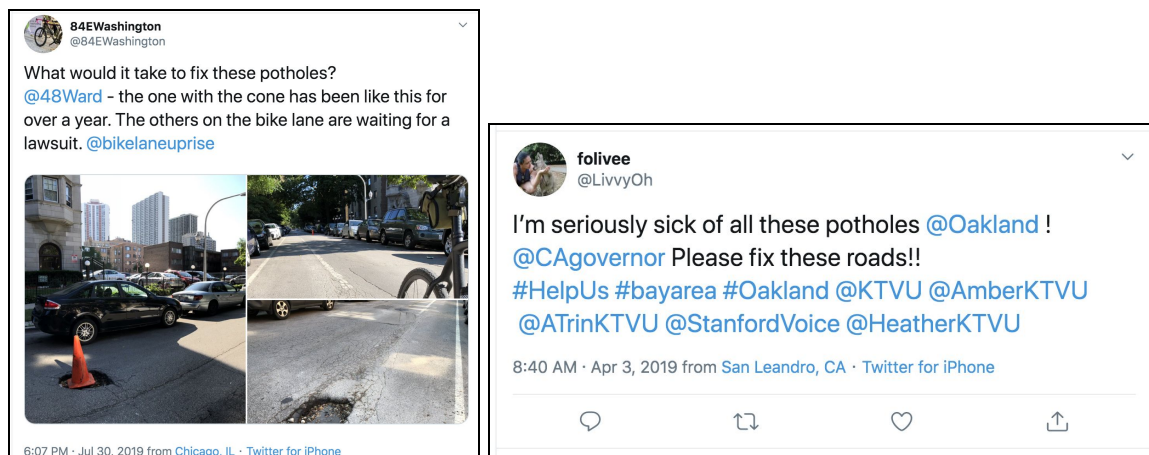 84EWashington
@84EWashington
What would it take to fix these potholes?
@48Ward - the one with the cone has been like this for
over a year. The others on the bike lane are waiting for a
lawsuit. @bikelaneuprise
6:07 PM · Jul 30, 2019 from Chicago, IL · Twitter for iPhone
folivee
@LivvyOh
I'm seriously sick of all these potholes @Oakland !
@CAgovernor Please fix these roads!!
#HelpUs #bayarea #Oakland @KTVU @AmberKTVU
@ATrinKTVU @StanfordVoice @HeatherKTVU
8:40 AM · Apr 3, 2019 from San Leandro, CA · Twitter for iPhone